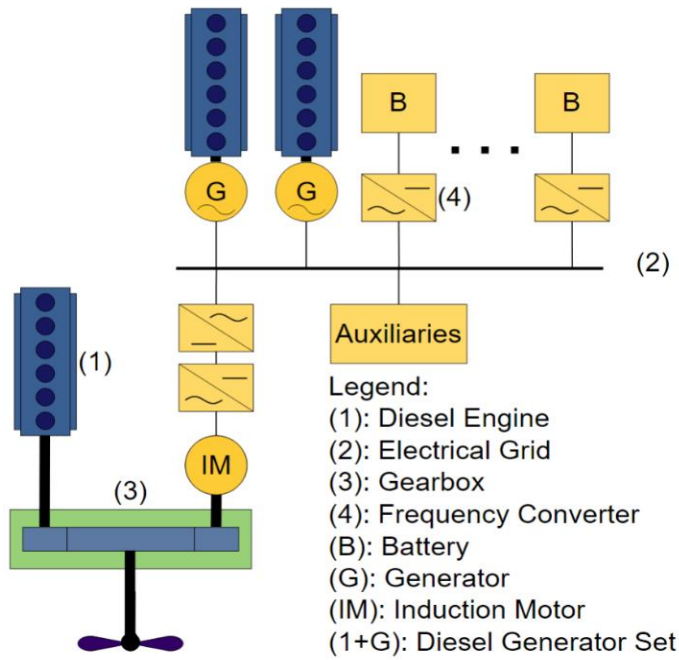 B
B
G
G
(4)
(2)
(1)
Auxiliaries
IM
(3)
Legend:
(1): Diesel Engine
(2): Electrical Grid
(3): Gearbox
(4): Frequency Converter
(B): Battery
(G): Generator
(IM): Induction Motor
(1+G): Diesel Generator Set